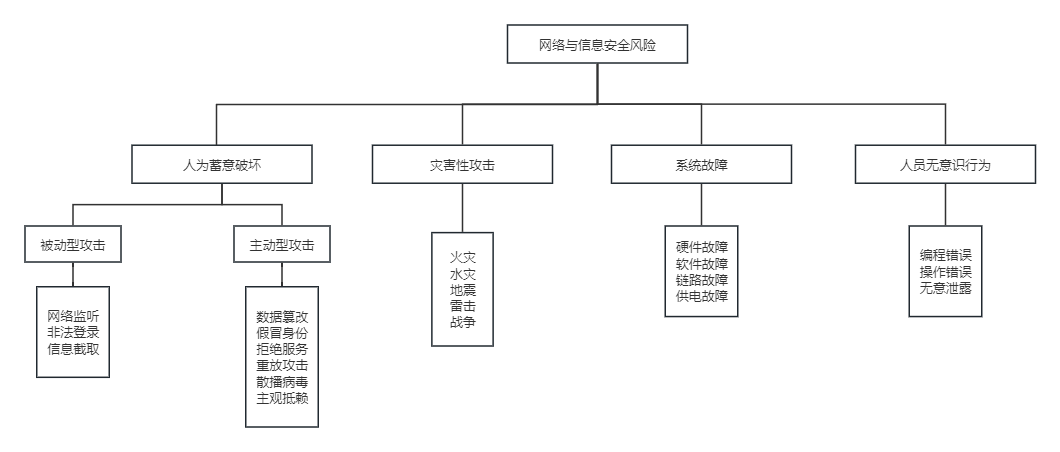 网络与信息安全风险
人为蓄意破坏
灾害性攻击
系统故障
人员无意识行为
被动型攻击
主动型攻击
网络监听
非法登录
信息截取
数据篡改
假冒身份
拒绝服务
重放攻击
散播病毒
主观抵赖
火灾
水灾
地震
雷击
战争
硬件故障
软件故障
链路故障
供电故障
编程错误
操作错误
无意泄露